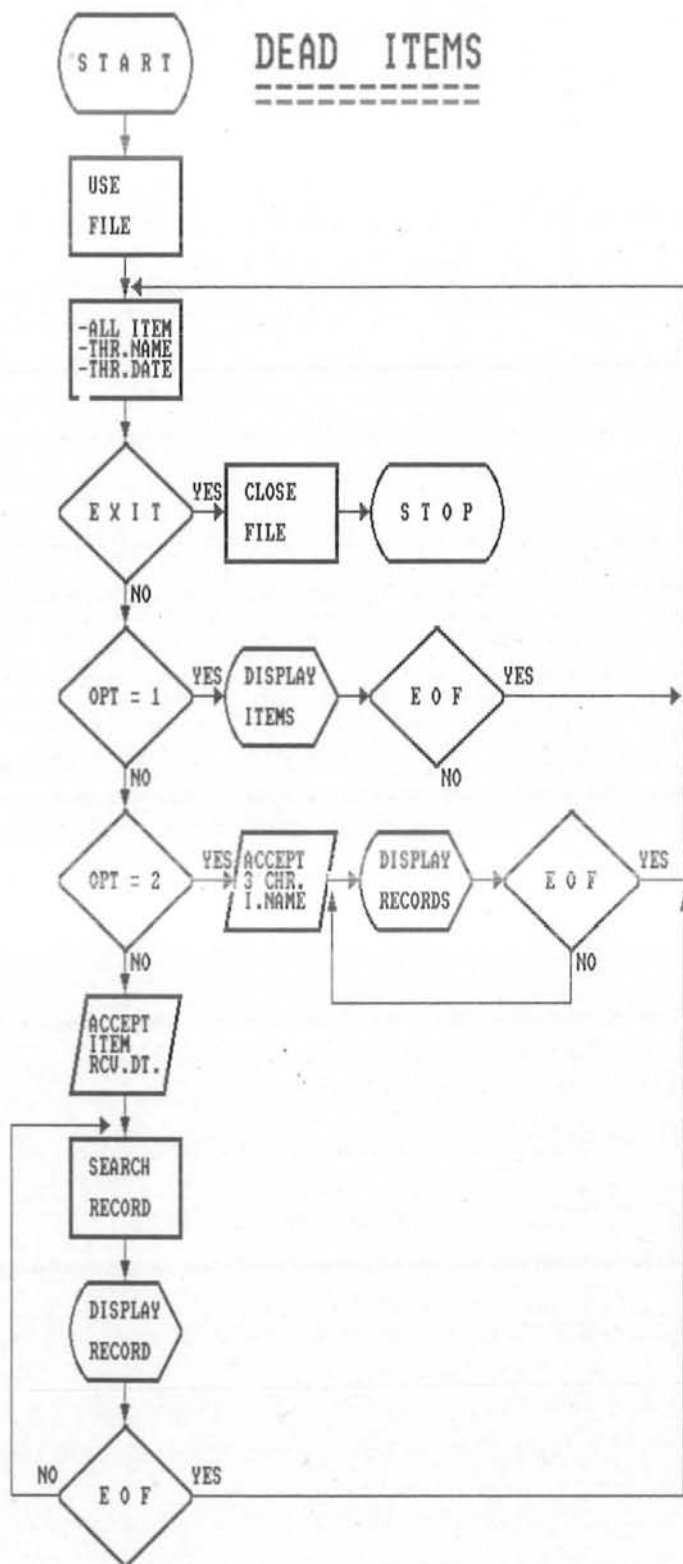 DEAD ITEMS
START
USE
FILE
-ALL ITEM
-THR.NAME
-THR.DATE
EXIT
YES
CLOSE
FILE
STOP
NO
OPT = 1
YES
DISPLAY
ITEMS
EOF
YES
NO
NO
OPT = 2
YES
ACCEPT
3 CHR.
I.NAME
DISPLAY
RECORDS
EOF
YES
NO
NO
ACCEPT
ITEM
RCV.DT.
SEARCH
RECORD
DISPLAY
RECORD
NO
EOF
YES